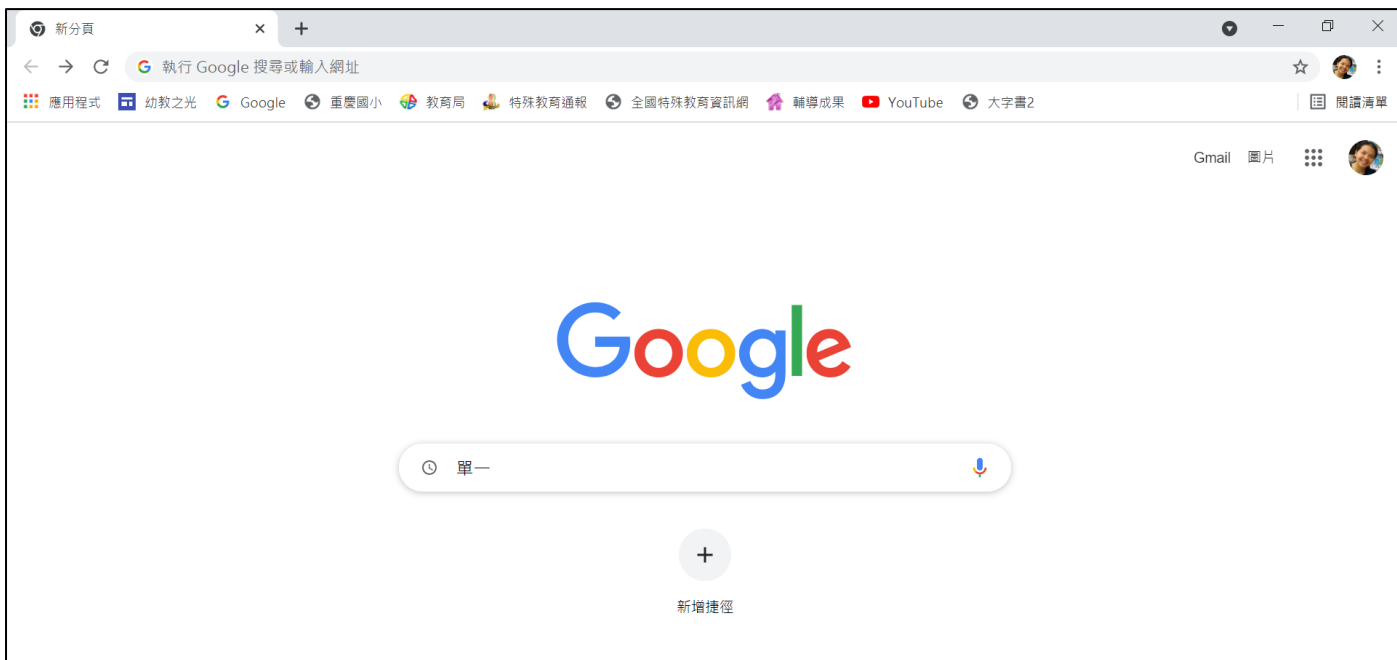 新分頁
執行 Google 搜尋或輸入網址
應用程式 幼教之光 Google 重慶國小 教育局 特殊教育通報 全國特殊教育資訊網 輔導成果 YouTube 大字書2 閱讀清單
Gmail 圖片
Google
單一
新增捷徑